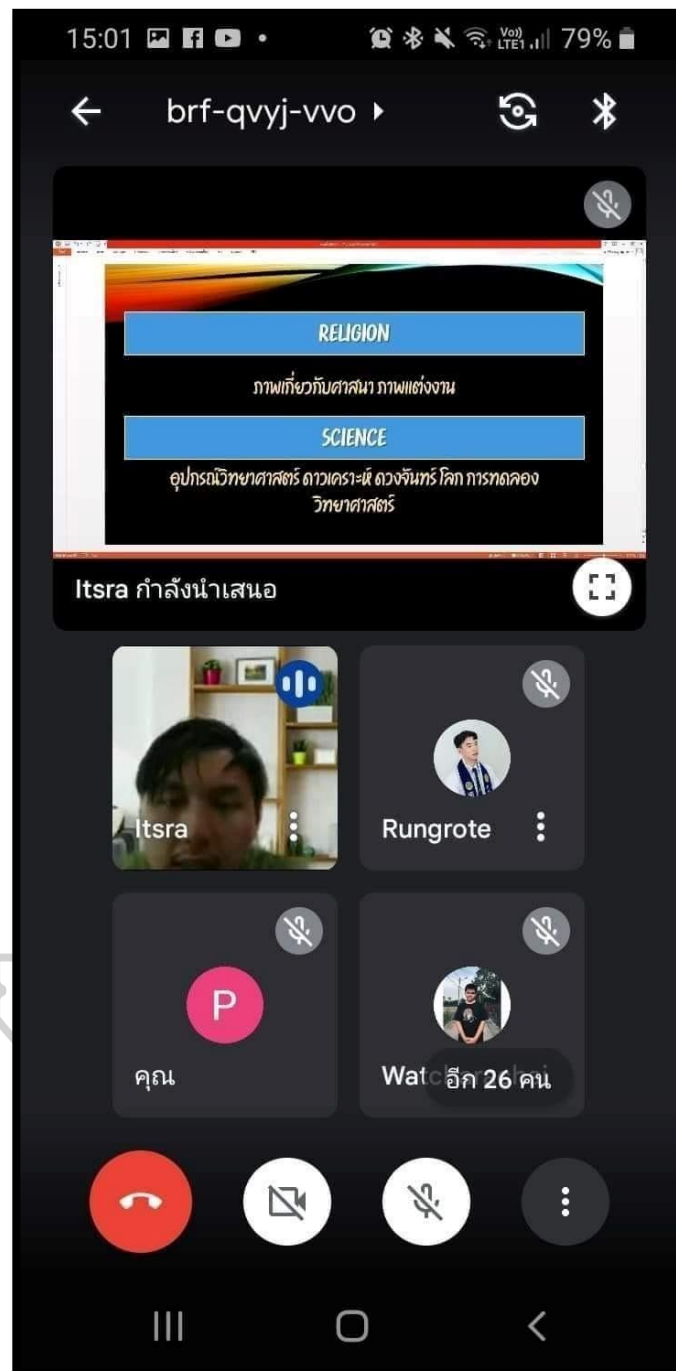 15:01
Vo))
LTE1
79%
brf-qvyj-vvo
RELIGION
ภาพเกี่ยวกับศาสนา ภาพแต่งงาน
SCIENCE
อุปกรณ์วิทยาศาสตร์ ดาวเคราะห์ ดวงจันทร์ โลก การทดลอง
วิทยาศาสตร์
Itsra กำลังนำเสนอ
Itsra
Rungrote
P
คุณ
อีก 26 คน